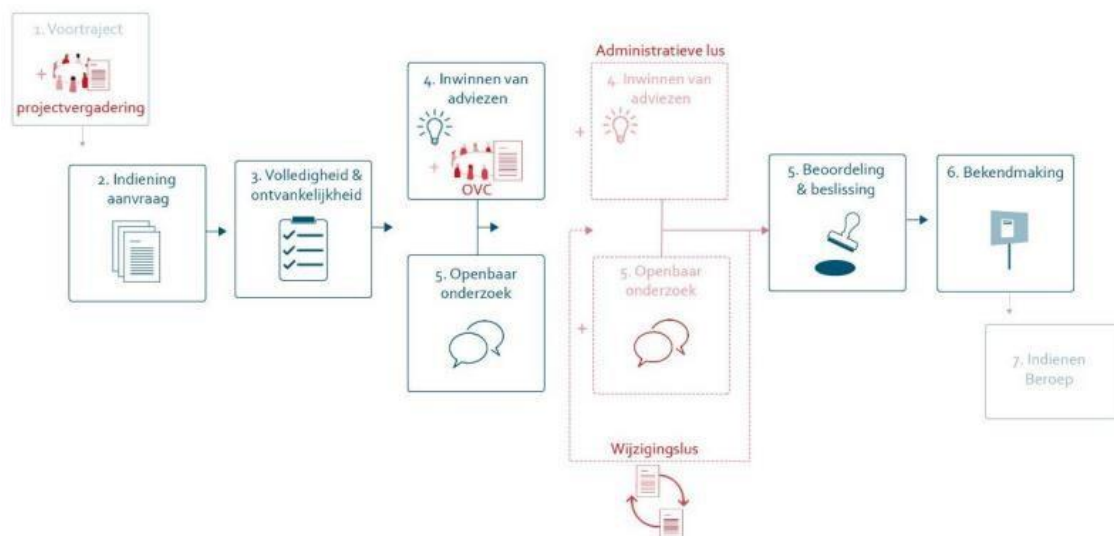 1. Voortraject
+
projectvergadering
2. Indiening
aanvraag
3. Volledigheid &
ontvankelijkheid
4. Inwinnen van
adviezen
+
OVC
5. Openbaar
onderzoek
Administratieve lus
4. Inwinnen van
adviezen
+
5. Openbaar
onderzoek
+
Wijzigingslus
5. Beoordeling
& beslissing
6. Bekendmaking
7. Indienen
Beroep